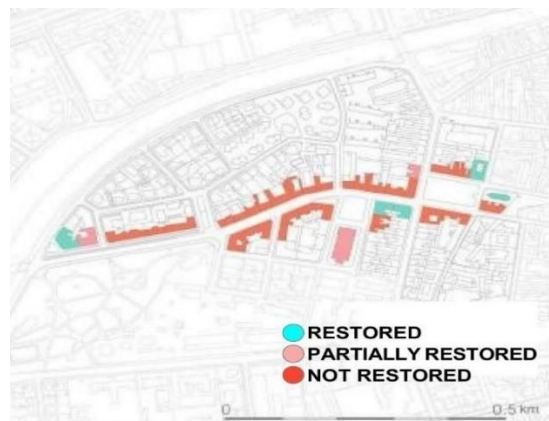 RESTORED
PARTIALLY RESTORED
NOT RESTORED
0 0,5 km